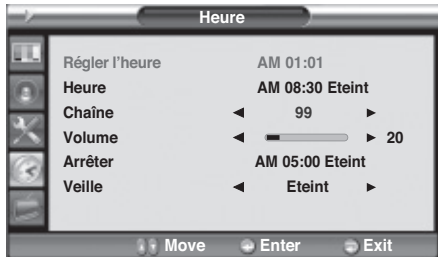 Heure
Régler l'heure AM 01:01
Heure AM 08:30 Eteint
Chaîne 99
Volume 20
Arrêter AM 05:00 Eteint
Veille Eteint
Move Enter Exit